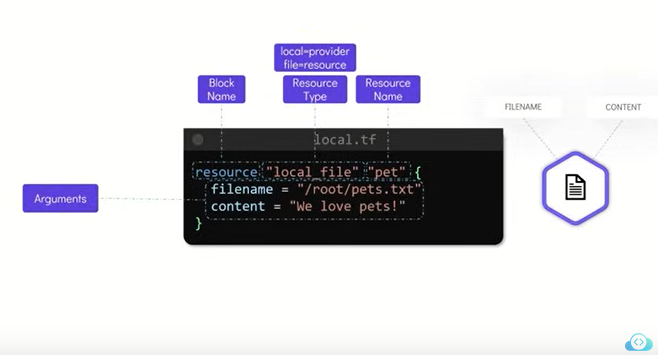 local=provider
file=resource
Block
Name
Resource
Type
Resource
Name
FILENAME
CONTENT
local.tf
resource "local_file" "pet" {
filename = "/root/pets.txt"
content = "We love pets!"
}
Arguments